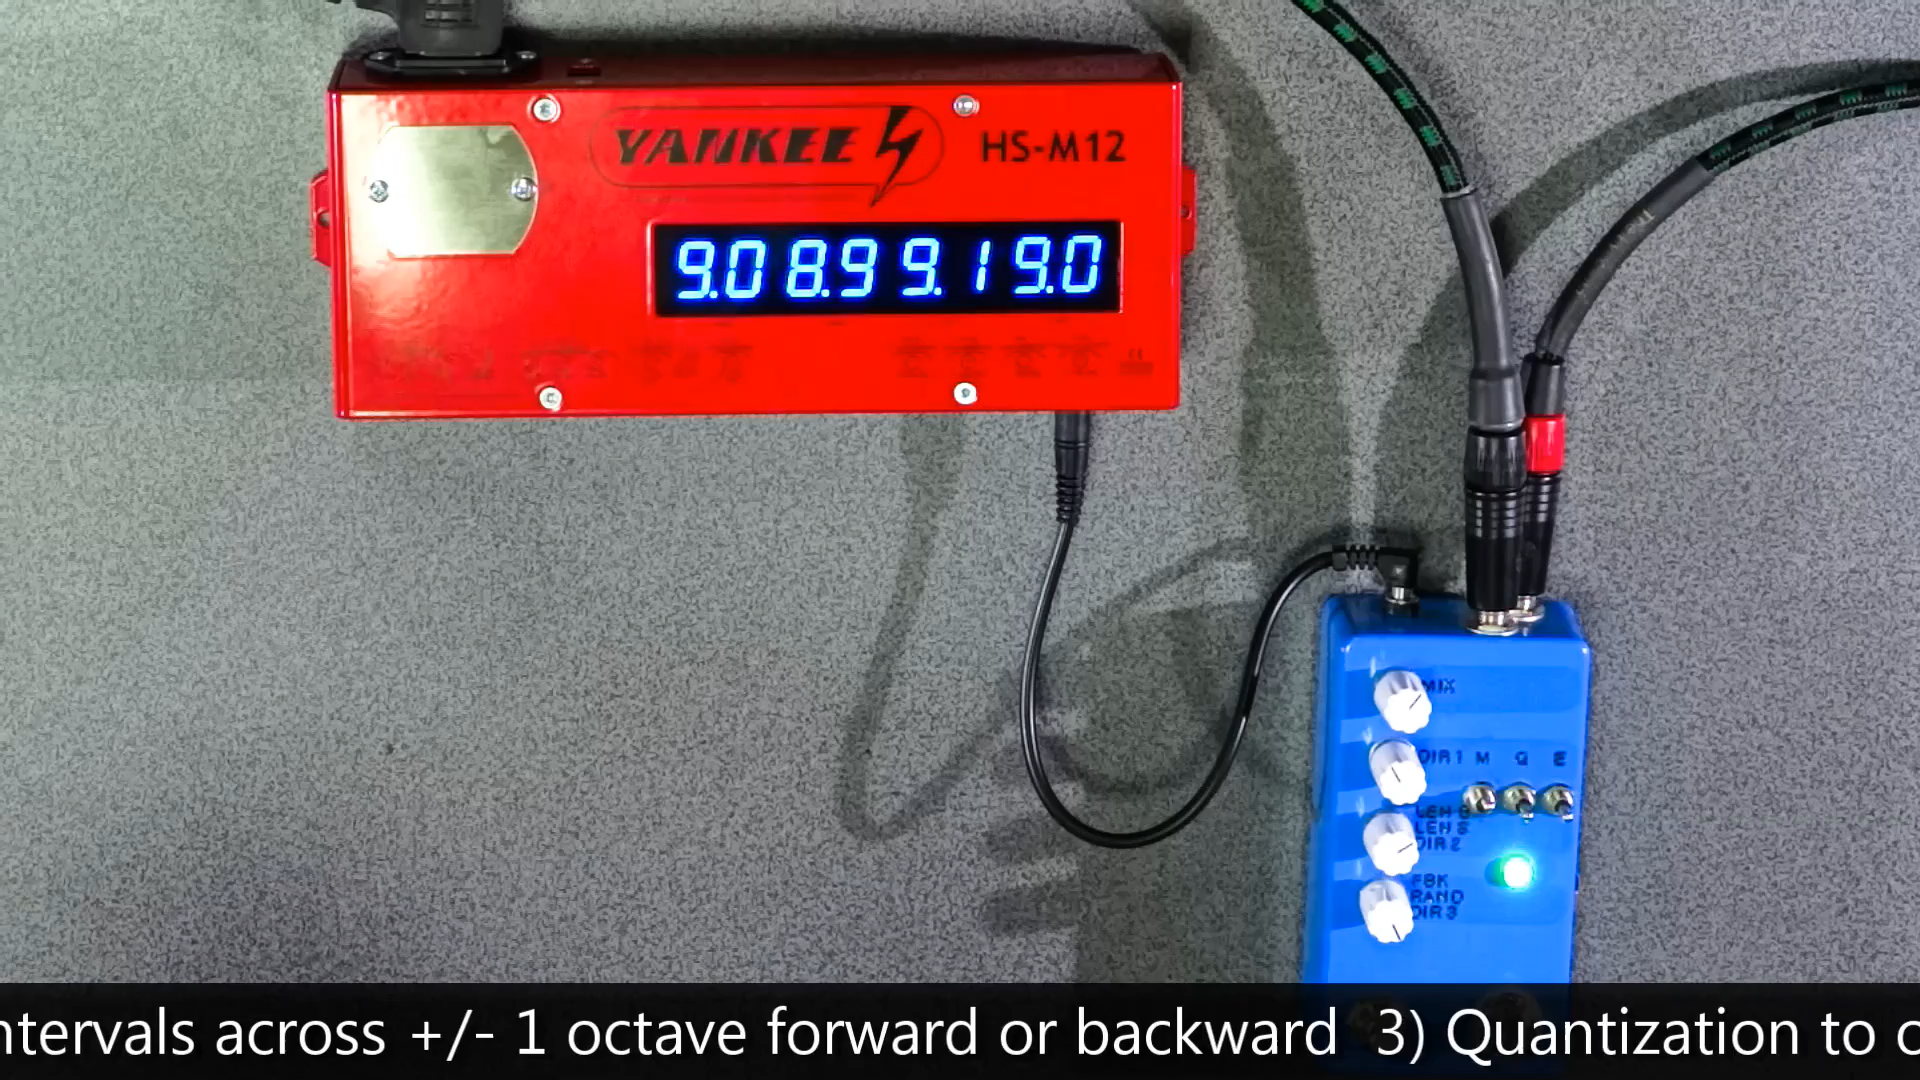 YANKEE HS-M12
9.0 8.9 9.1 9.0
MIX
DIR 1 M Q E
LEN
LEN S
DIR 2
FBK
RAND
DIR 3
ntervals across +/- 1 octave forward or backward 3) Quantization to o